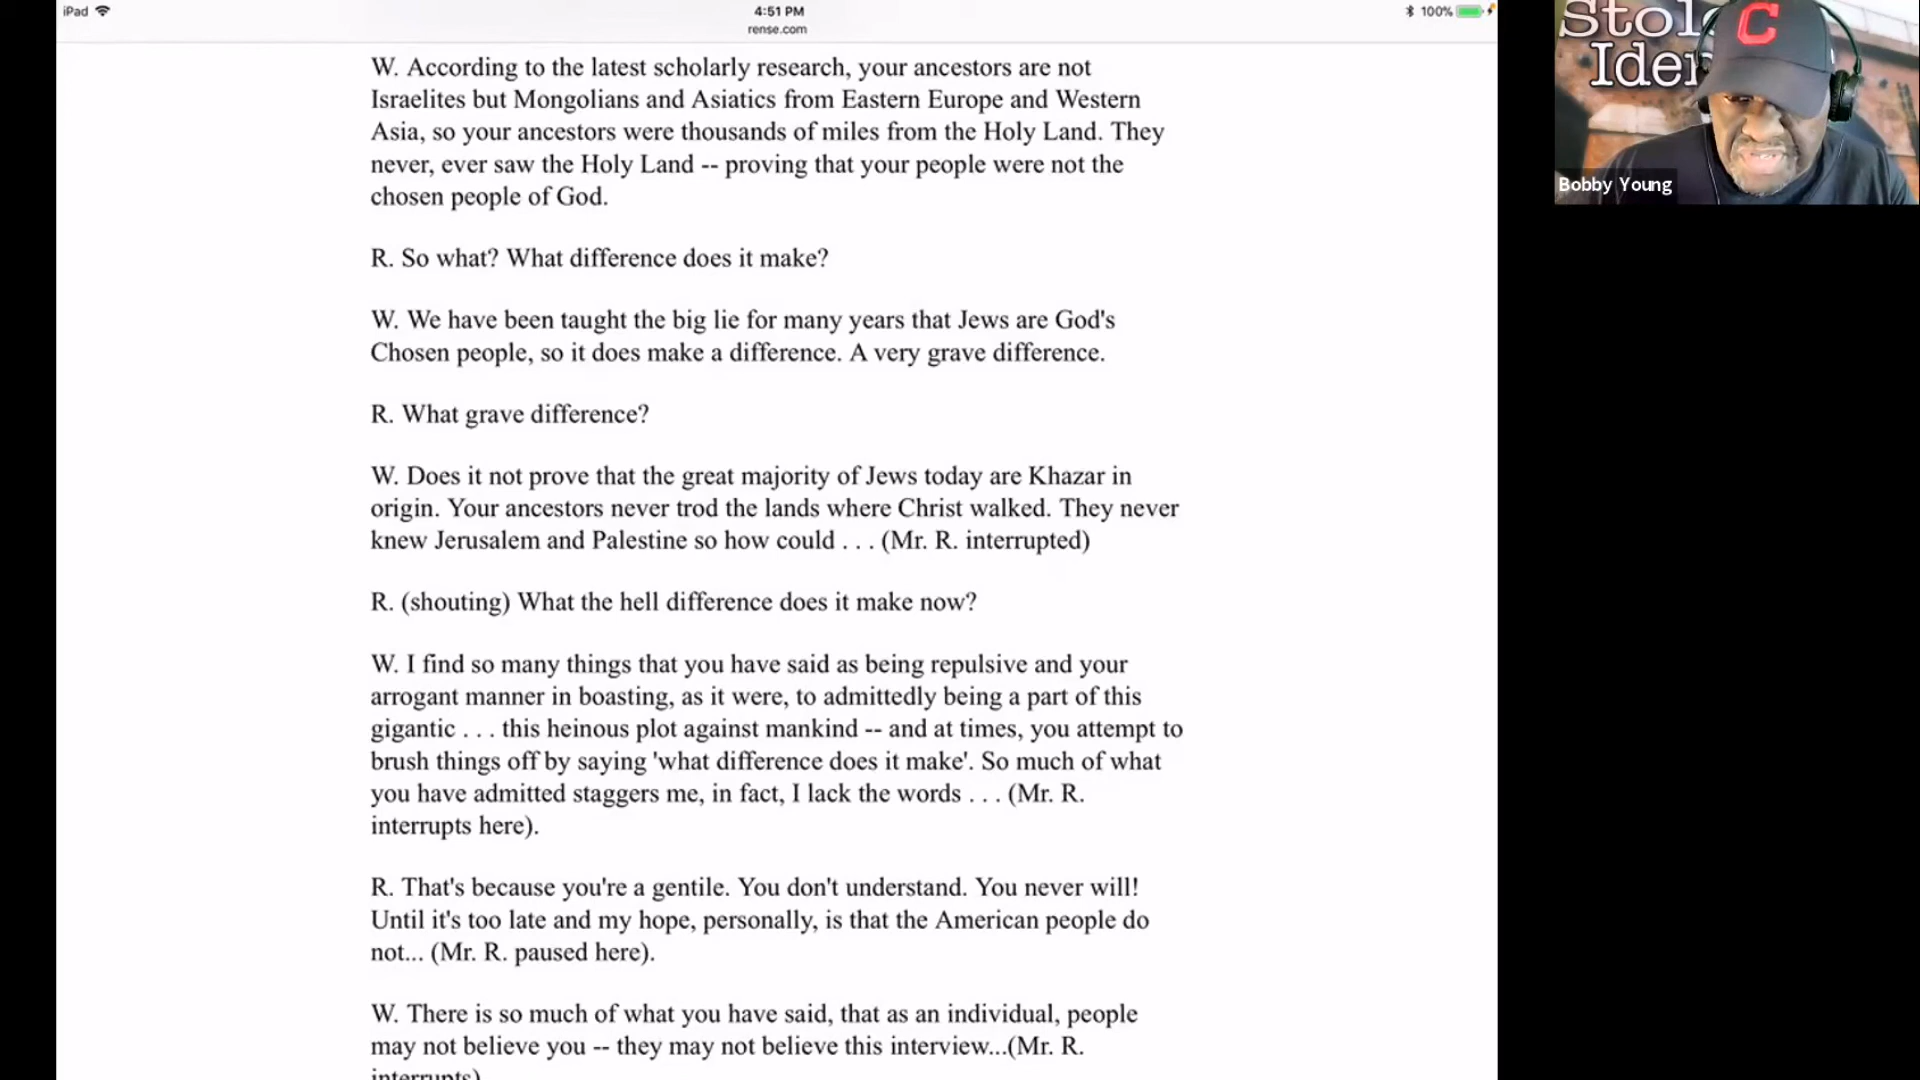 iPad
4:51 PM
100%
rense.com
W. According to the latest scholarly research, your ancestors are not
Israelites but Mongolians and Asiatics from Eastern Europe and Western
Asia, so your ancestors were thousands of miles from the Holy Land. They
never, ever saw the Holy Land -- proving that your people were not the
chosen people of God.
R. So what? What difference does it make?
W. We have been taught the big lie for many years that Jews are God's
Chosen people, so it does make a difference. A very grave difference.
R. What grave difference?
W. Does it not prove that the great majority of Jews today are Khazar in
origin. Your ancestors never trod the lands where Christ walked. They never
knew Jerusalem and Palestine so how could . . . (Mr. R. interrupted)
R. (shouting) What the hell difference does it make now?
W. I find so many things that you have said as being repulsive and your
arrogant manner in boasting, as it were, to admittedly being a part of this
gigantic . . . this heinous plot against mankind -- and at times, you attempt to
brush things off by saying 'what difference does it make'. So much of what
you have admitted staggers me, in fact, I lack the words . . . (Mr. R.
interrupts here).
R. That's because you're a gentile. You don't understand. You never will!
Until it's too late and my hope, personally, is that the American people do
not... (Mr. R. paused here).
W. There is so much of what you have said, that as an individual, people
may not believe you -- they may not believe this interview...(Mr. R.
interrupts)
Stol
Iden
C
Bobby Young